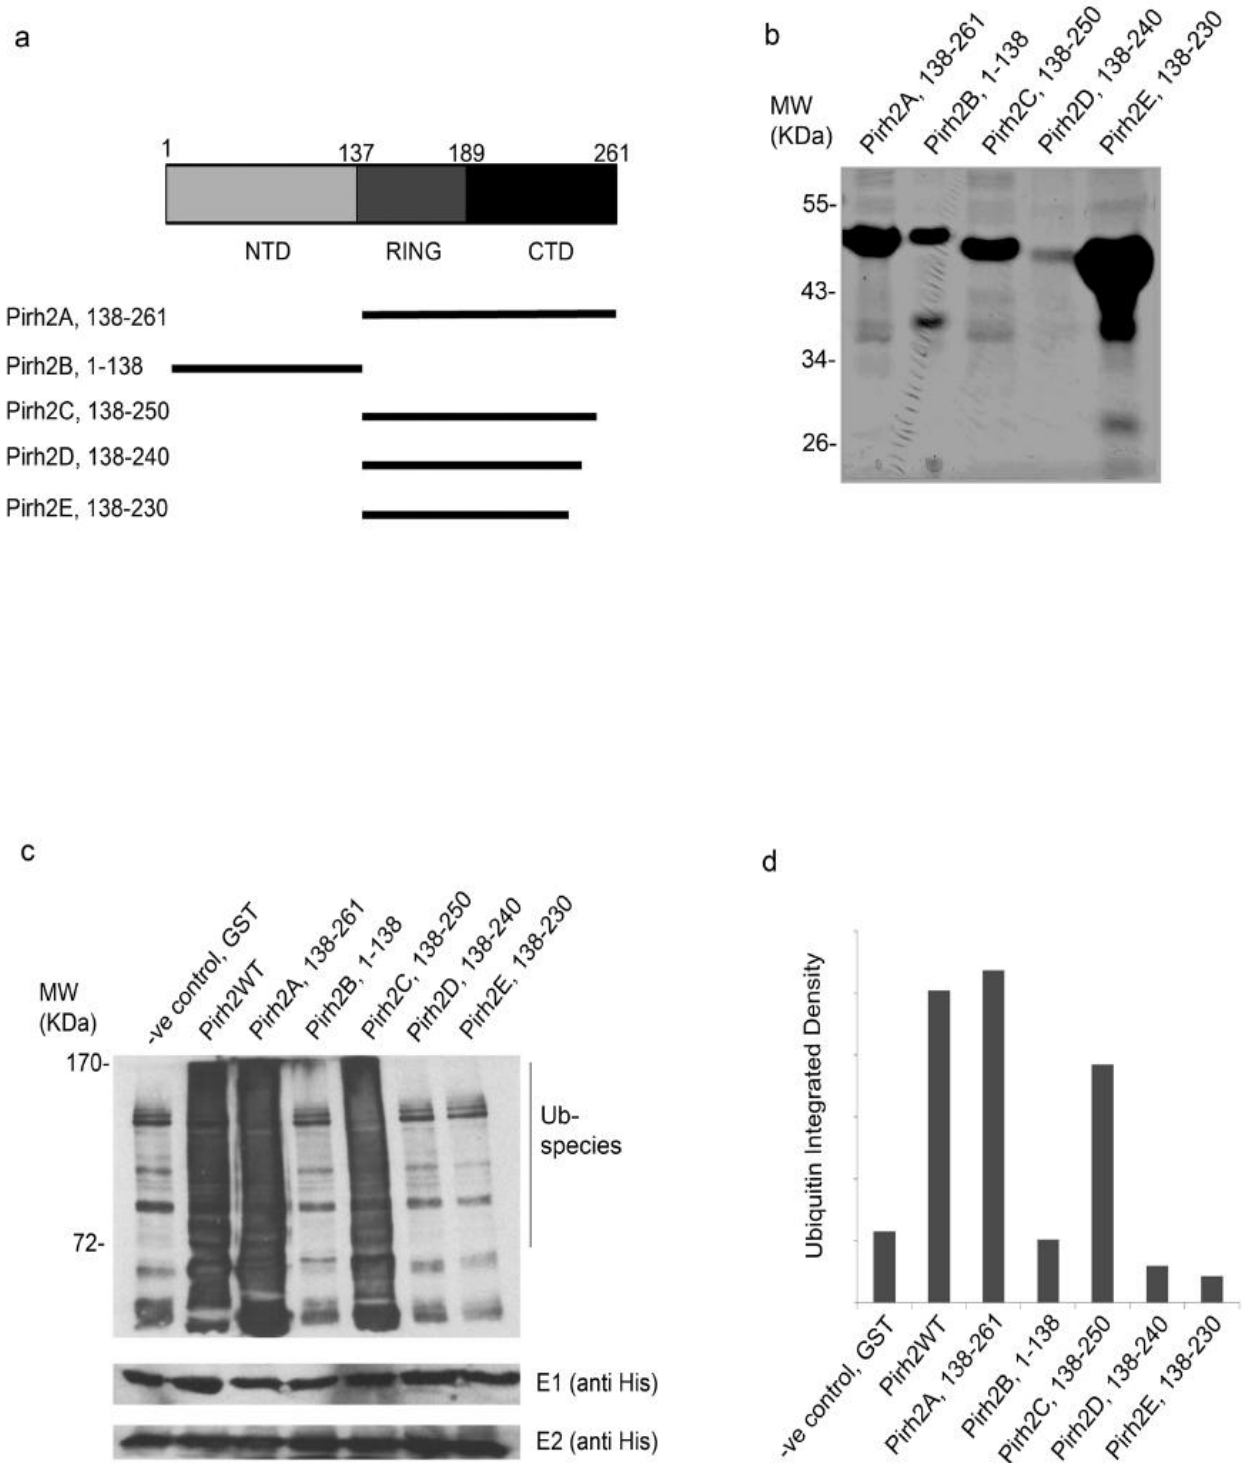 a
1 137 189 261
NTD RING CTD
Pirh2A, 138-261
Pirh2B, 1-138
Pirh2C, 138-250
Pirh2D, 138-240
Pirh2E, 138-230
b
MW
(KDa)
Pirh2A, 138-261
Pirh2B, 1-138
Pirh2C, 138-250
Pirh2D, 138-240
Pirh2E, 138-230
55-
43-
34-
26-
c
MW
(KDa)
-ve control, GST
Pirh2WT
Pirh2A, 138-261
Pirh2B, 1-138
Pirh2C, 138-250
Pirh2D, 138-240
Pirh2E, 138-230
170-
72-
Ub-
species
E1 (anti His)
E2 (anti His)
d
Ubiquitin Integrated Density
-ve control, GST
Pirh2WT
Pirh2A, 138-261
Pirh2B, 1-138
Pirh2C, 138-250
Pirh2D, 138-240
Pirh2E, 138-230